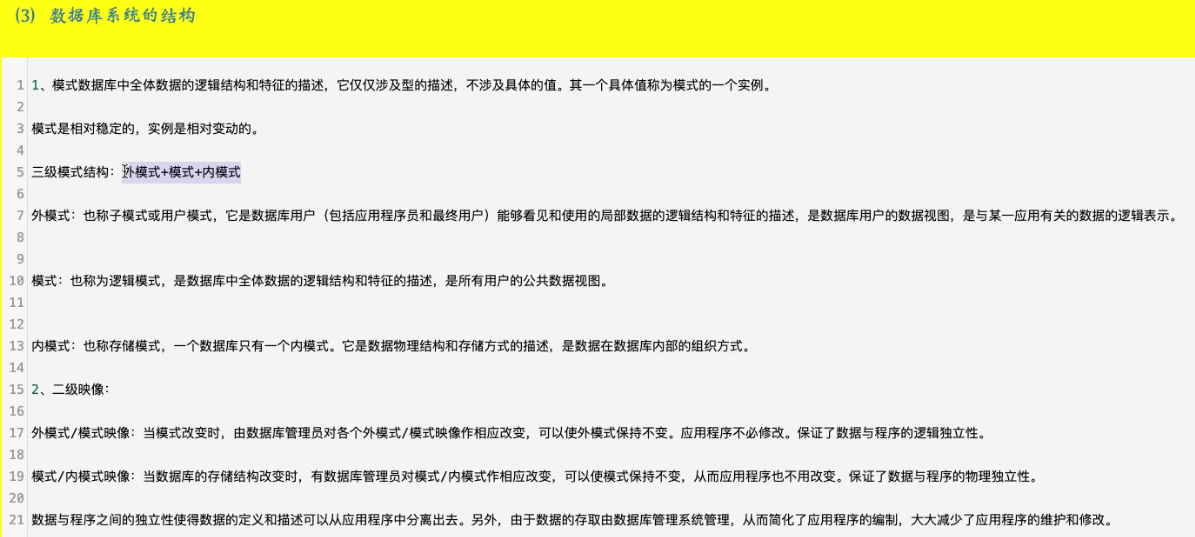 (3) 数据库系统的结构
1 1、模式数据库中全体数据的逻辑结构和特征的描述，它仅仅涉及型的描述，不涉及具体的值。其一个具体值称为模式的一个实例。
2
3 模式是相对稳定的，实例是相对变动的。
4
5 三级模式结构：外模式+模式+内模式
6
7 外模式：也称子模式或用户模式，它是数据库用户（包括应用程序员和最终用户）能够看见和使用的局部数据的逻辑结构和特征的描述，是数据库用户的数据视图，是与某一应用有关的数据的逻辑表示。
8
9
10 模式：也称为逻辑模式，是数据库中全体数据的逻辑结构和特征的描述，是所有用户的公共数据视图。
11
12
13 内模式：也称存储模式，一个数据库只有一个内模式。它是数据物理结构和存储方式的描述，是数据在数据库内部的组织方式。
14
15 2、二级映像：
16
17 外模式/模式映像：当模式改变时，由数据库管理员对各个外模式/模式映像作相应改变，可以使外模式保持不变。应用程序不必修改。保证了数据与程序的逻辑独立性。
18
19 模式/内模式映像：当数据库的存储结构改变时，有数据库管理员对模式/内模式作相应改变，可以使模式保持不变，从而应用程序也不用改变。保证了数据与程序的物理独立性。
20
21 数据与程序之间的独立性使得数据的定义和描述可以从应用程序中分离出去。另外，由于数据的存取由数据库管理系统管理，从而简化了应用程序的编制，大大减少了应用程序的维护和修改。